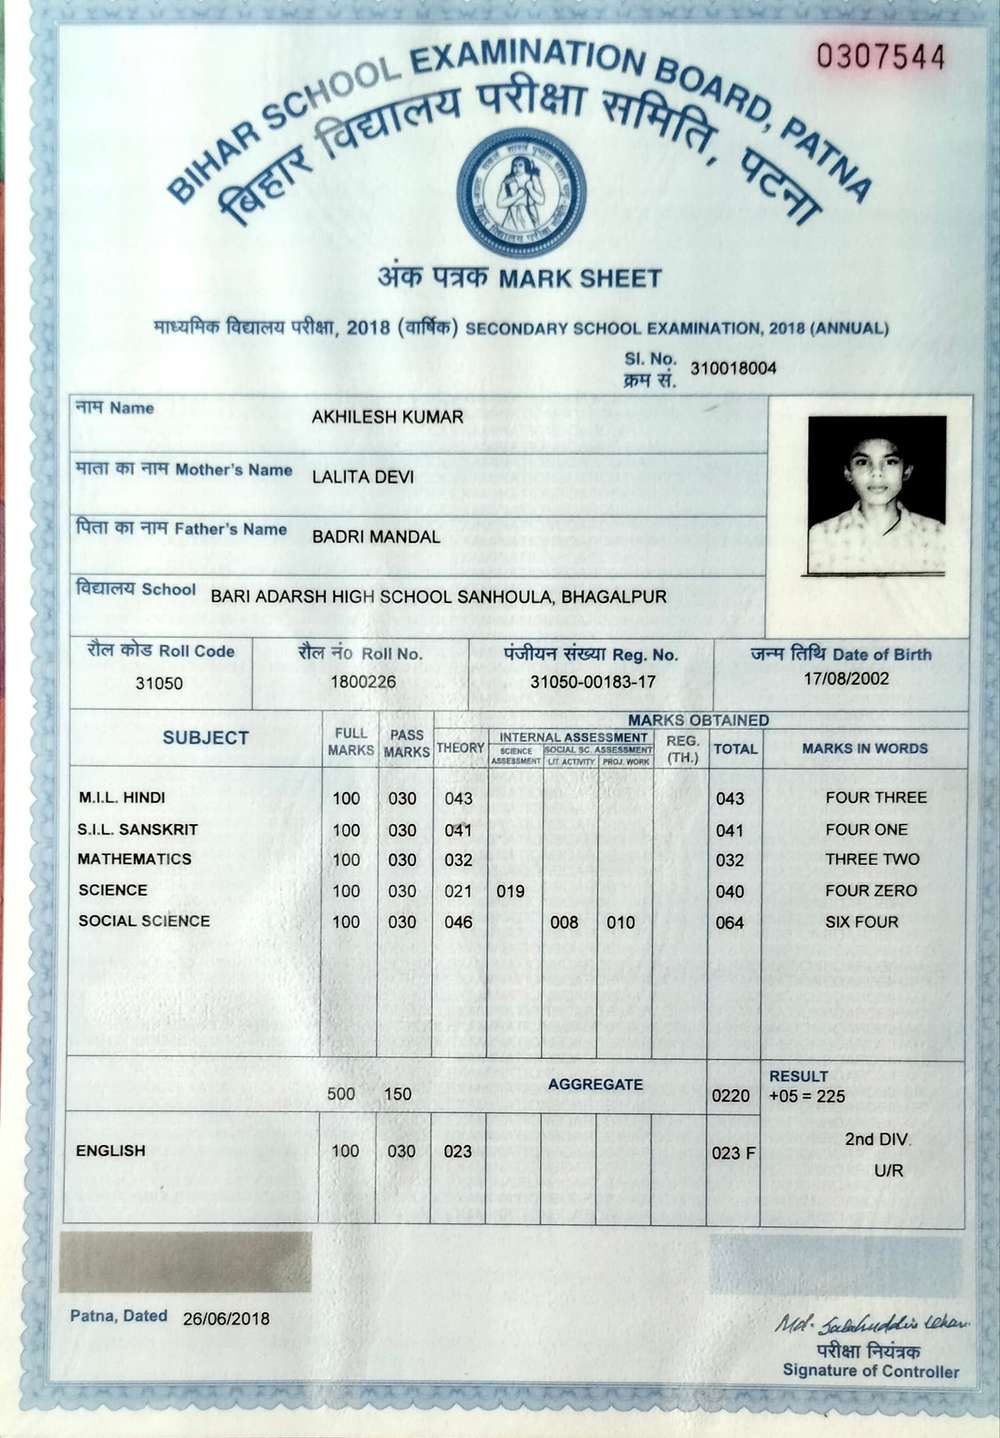 0307544
BIHAR SCHOOL EXAMINATION BOARD, PATNA
बिहार विद्यालय परीक्षा समिति, पटना
अंक पत्रक MARK SHEET
माध्यमिक विद्यालय परीक्षा, 2018 (वार्षिक) SECONDARY SCHOOL EXAMINATION, 2018 (ANNUAL)
Sl. No. क्रम सं. 310018004
नाम Name AKHILESH KUMAR
माता का नाम Mother's Name LALITA DEVI
पिता का नाम Father's Name BADRI MANDAL
विद्यालय School BARI ADARSH HIGH SCHOOL SANHOULA, BHAGALPUR
रौल कोड Roll Code रौल नं० Roll No. पंजीयन संख्या Reg. No. जन्म तिथि Date of Birth
31050 1800226 31050-00183-17 17/08/2002
MARKS OBTAINED
SUBJECT FULL MARKS PASS MARKS THEORY INTERNAL ASSESSMENT SCIENCE ASSESSMENT SOCIAL SC. ASSESSMENT LIT ACTIVITY PROJ. WORK REG. (TH.) TOTAL MARKS IN WORDS
M.I.L. HINDI 100 030 043 043 FOUR THREE
S.I.L. SANSKRIT 100 030 041 041 FOUR ONE
MATHEMATICS 100 030 032 032 THREE TWO
SCIENCE 100 030 021 019 040 FOUR ZERO
SOCIAL SCIENCE 100 030 046 008 010 064 SIX FOUR
500 150 AGGREGATE 0220 RESULT
+05 = 225
ENGLISH 100 030 023 023 F 2nd DIV.
U/R
Patna, Dated 26/06/2018
परीक्षा नियंत्रक
Signature of Controller